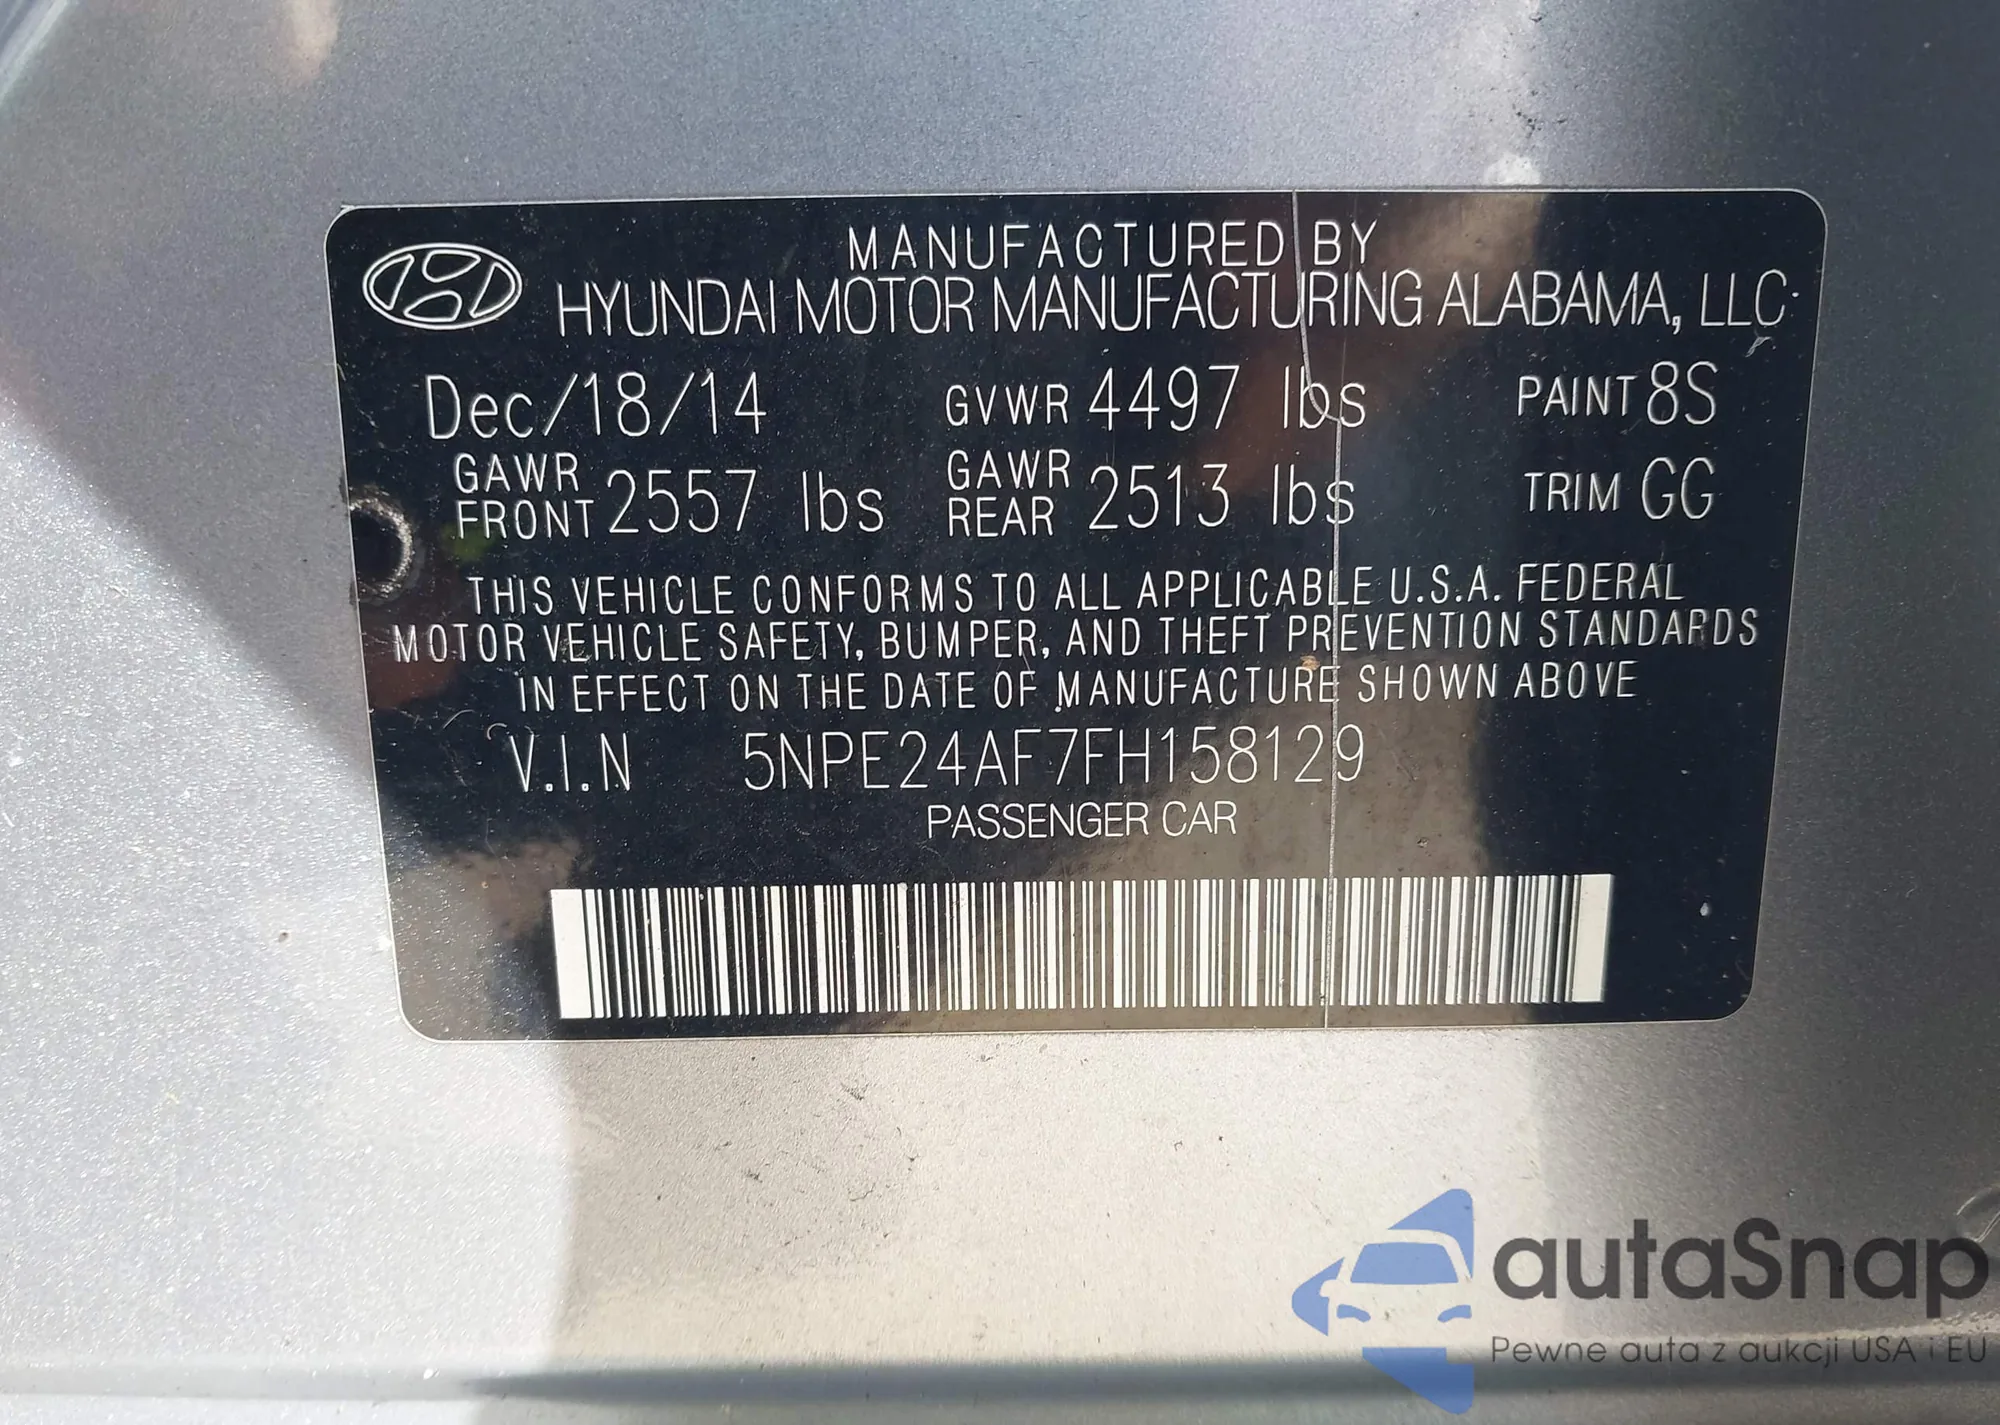 MANUFACTURED BY
HYUNDAI MOTOR MANUFACTURING ALABAMA, LLC
Dec/18/14 GVWR 4497 lbs PAINT 8S
GAWR FRONT 2557 lbs GAWR REAR 2513 lbs TRIM GG
THIS VEHICLE CONFORMS TO ALL APPLICABLE U.S.A. FEDERAL
MOTOR VEHICLE SAFETY, BUMPER, AND THEFT PREVENTION STANDARDS
IN EFFECT ON THE DATE OF MANUFACTURE SHOWN ABOVE
V.I.N 5NPE24AF7FH158129
PASSENGER CAR
autaSnap
Pewne auta z aukcji USA i EU